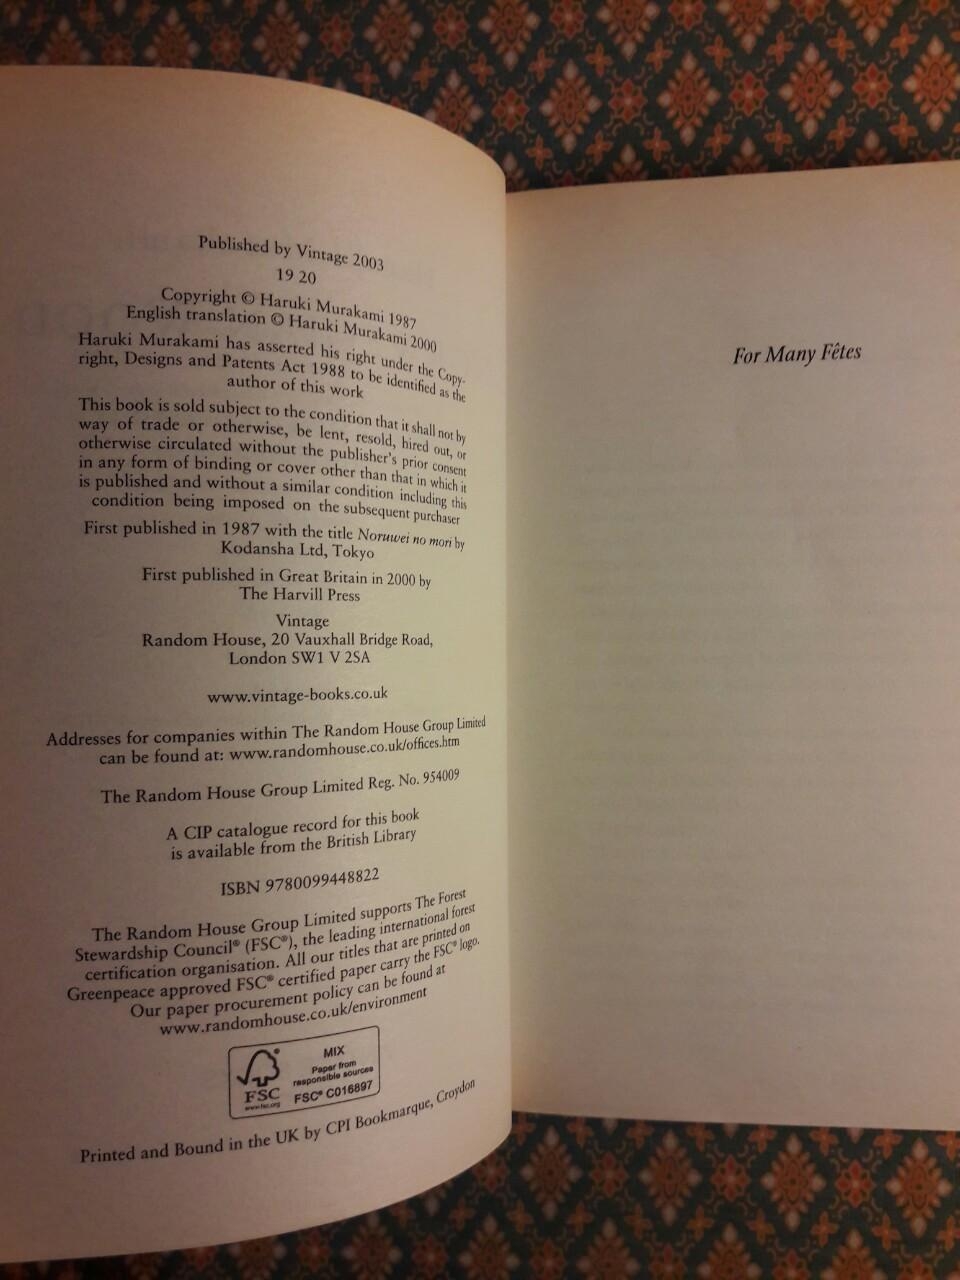 Published by Vintage 2003
19 20
Copyright © Haruki Murakami 1987
English translation © Haruki Murakami 2000
Haruki Murakami has asserted his right under the Copy-
right, Designs and Patents Act 1988 to be identified as the
author of this work
This book is sold subject to the condition that it shall not by
way of trade or otherwise, be lent, resold, hired out, or
otherwise circulated without the publisher's prior consent
in any form of binding or cover other than that in which it
is published and without a similar condition including this
condition being imposed on the subsequent purchaser
First published in 1987 with the title Noruwei no mori by
Kodansha Ltd, Tokyo
First published in Great Britain in 2000 by
The Harvill Press
Vintage
Random House, 20 Vauxhall Bridge Road,
London SW1 V 2SA
www.vintage-books.co.uk
Addresses for companies within The Random House Group Limited
can be found at: www.randomhouse.co.uk/offices.htm
The Random House Group Limited Reg. No. 954009
A CIP catalogue record for this book
is available from the British Library
ISBN 9780099448822
The Random House Group Limited supports The Forest
Stewardship Council® (FSC®), the leading international forest
certification organisation. All our titles that are printed on
Greenpeace approved FSC® certified paper carry the FSC® logo.
Our paper procurement policy can be found at
www.randomhouse.co.uk/environment
FSC
www.fsc.org
MIX
Paper from
responsible sources
FSC® C016897
Printed and Bound in the UK by CPI Bookmarque, Croydon
For Many Fêtes